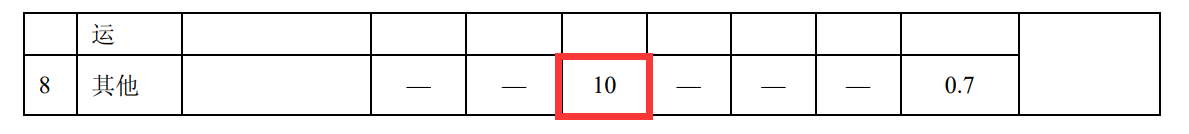 运
8 其他 — — 10 — — — 0.7